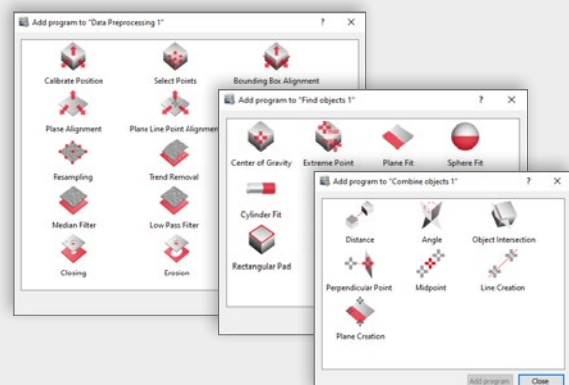 Add program to "Data Preprocessing 1"
Calibrate Position
Select Points
Bounding Box Alignment
Plane Alignment
Plane Line Point Alignmen
Resampling
Trend Removal
Median Filter
Low Pass Filter
Closing
Erosion
Add program to "Find objects 1"
Center of Gravity
Extreme Point
Plane Fit
Sphere Fit
Cylinder Fit
Rectangular Pad
Add program to "Combine objects 1"
Distance
Angle
Object Intersection
Perpendicular Point
Midpoint
Line Creation
Plane Creation
Add program
Close